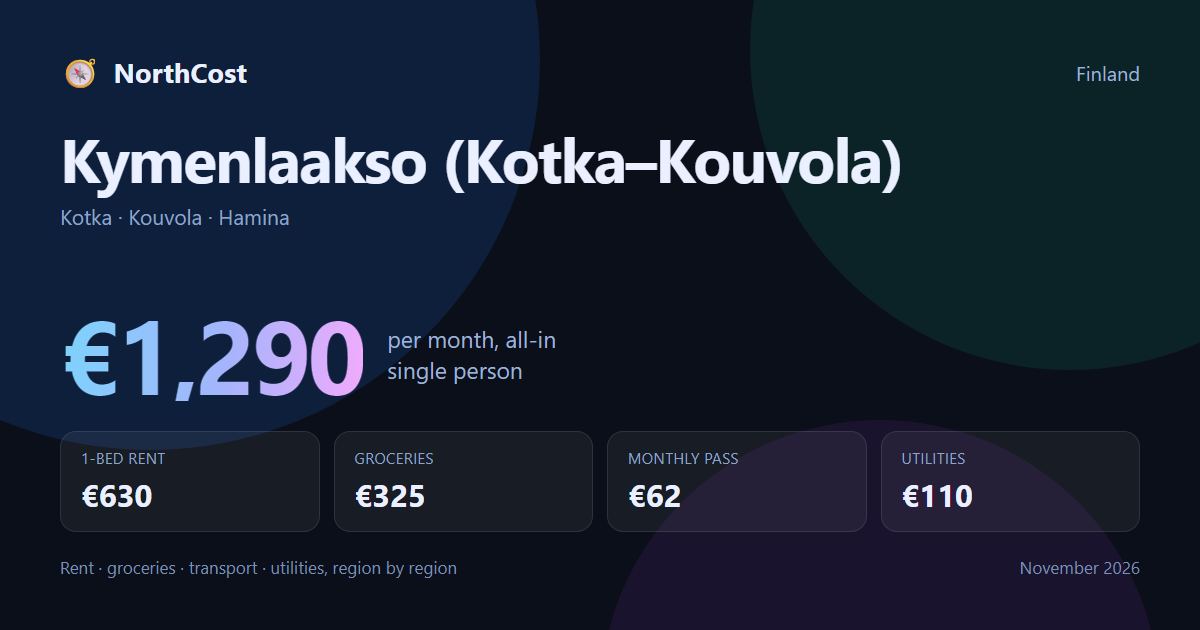 NorthCost
Finland
Kymenlaakso (Kotka–Kouvola)
Kotka · Kouvola · Hamina
€1,290
per month, all-in
single person
1-BED RENT
€630
GROCERIES
€325
MONTHLY PASS
€62
UTILITIES
€110
Rent · groceries · transport · utilities, region by region
November 2026